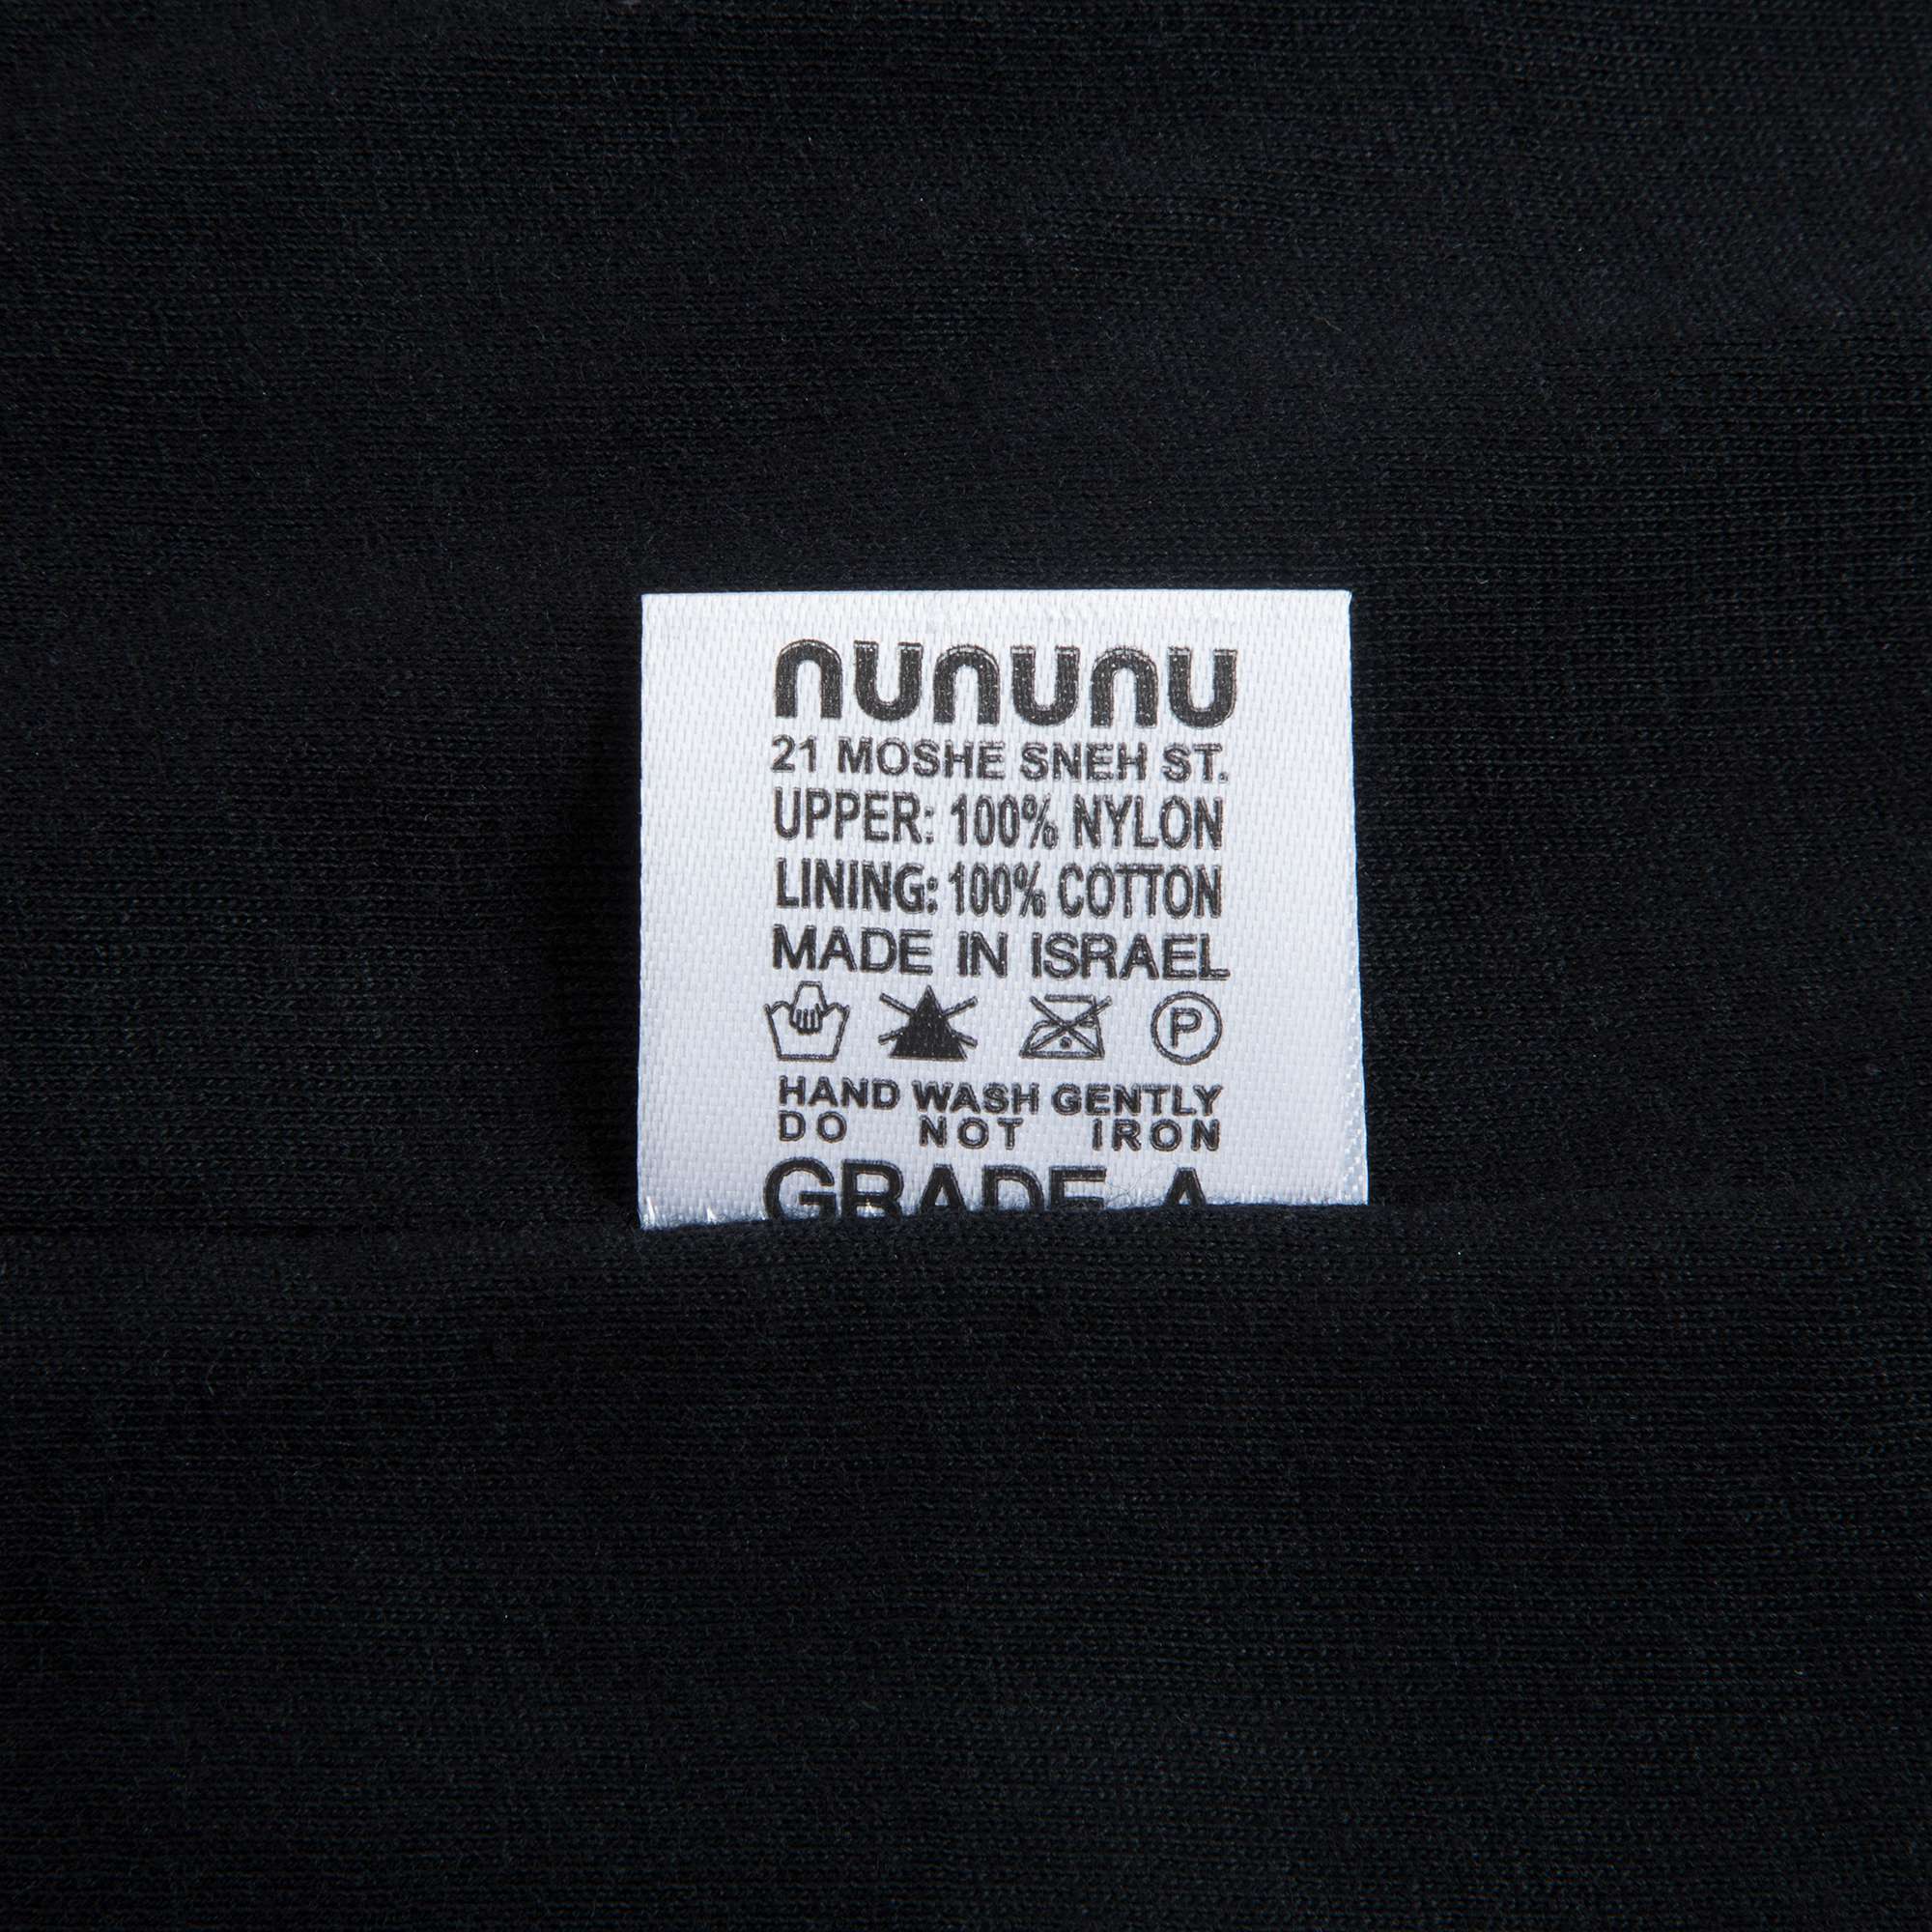 nununu
21 MOSHE SNEH ST.
UPPER: 100% NYLON
LINING: 100% COTTON
MADE IN ISRAEL
P
HAND WASH GENTLY
DO NOT IRON
GRADE A